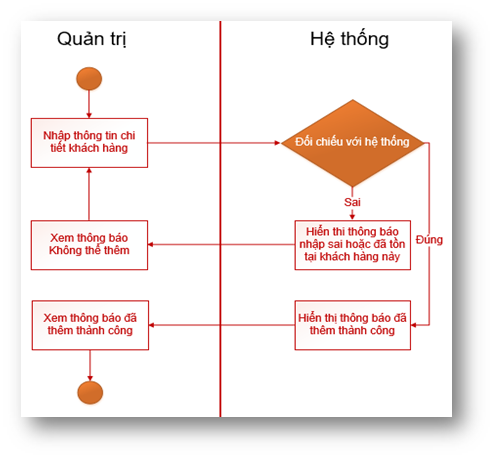 Quản trị
Hệ thống
Nhập thông tin chi
tiết khách hàng
Đối chiếu với hệ thống
Sai
Đúng
Xem thông báo
Không thể thêm
Hiển thi thông báo
nhập sai hoặc đã tồn
tại khách hàng này
Xem thông báo đã
thêm thành công
Hiển thị thông báo đã
thêm thành công